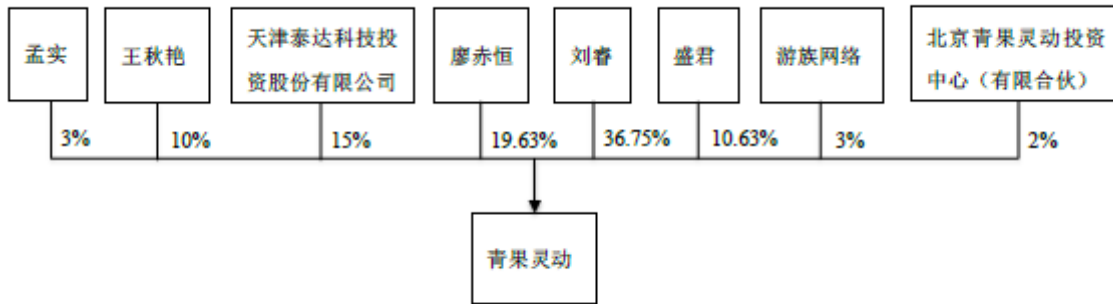 孟实
王秋艳
天津泰达科技投
资股份有限公司
廖赤恒
刘睿
盛君
游族网络
北京青果灵动投资
中心（有限合伙）
3%
10%
15%
19.63%
36.75%
10.63%
3%
2%
青果灵动